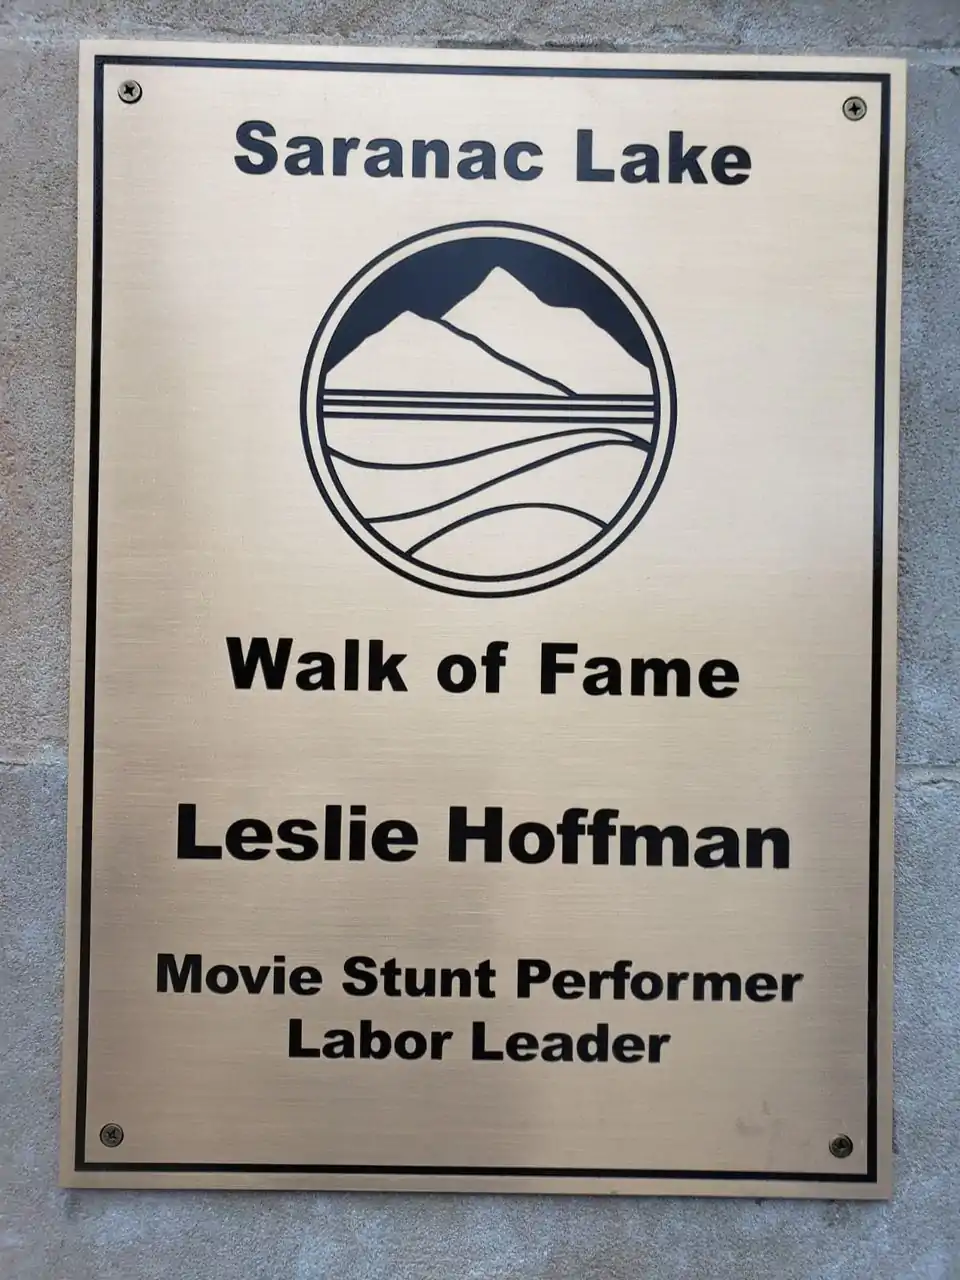 Saranac Lake
Walk of Fame
Leslie Hoffman
Movie Stunt Performer
Labor Leader